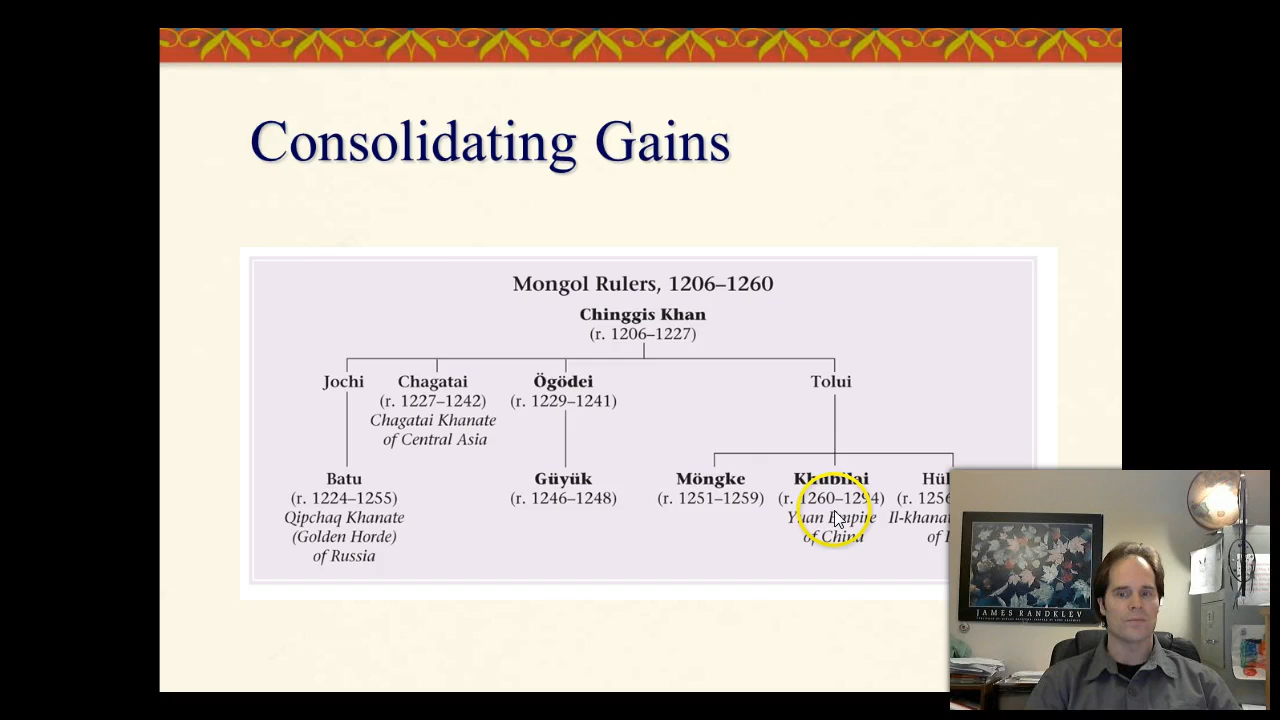 Consolidating Gains
Mongol Rulers, 1206–1260
Chinggis Khan
(r. 1206–1227)
Jochi Chagatai Ögödei Tolui
(r. 1227–1242) (r. 1229–1241)
Chagatai Khanate
of Central Asia
Batu Güyük Möngke Khubilai
(r. 1224–1255) (r. 1246–1248) (r. 1251–1259) (r. 1260–1294) (r. 1256
Qipchaq Khanate Yuan Empire Il-khanat
(Golden Horde) of China of
of Russia
JAMES RANDKLEV